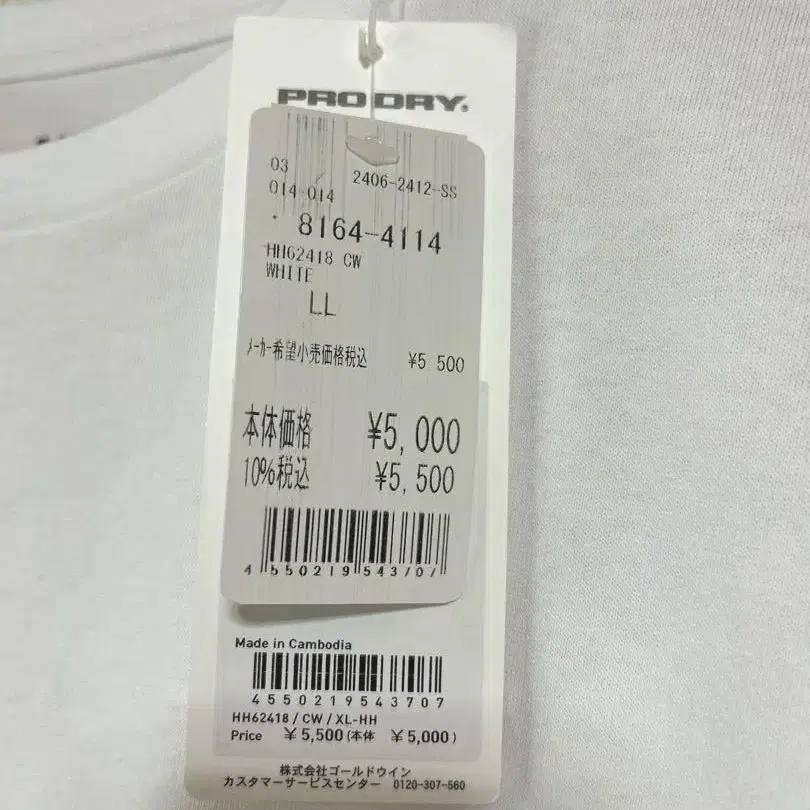 PRO DRY.
03
2406-2412-SS
014-014
8164-4114
HH62418 CW
WHITE
LL
メーカー希望小売価格税込 ¥5 500
本体価格 ¥5,000
10%税込 ¥5,500
4 550219 543707
Made in Cambodia
4550219543707
HH62418 / CW / XL-HH
Price ¥ 5,500 (本体 ¥ 5,000 )
株式会社ゴールドウイン
カスタマーサービスセンター 0120-307-560